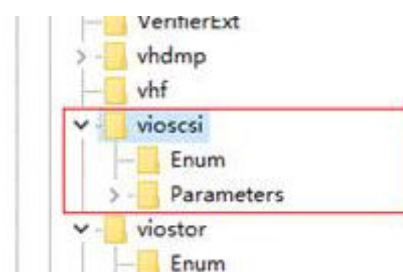 VerifierExt
vhdmp
vhf
vioscsi
Enum
Parameters
viostor
Enum